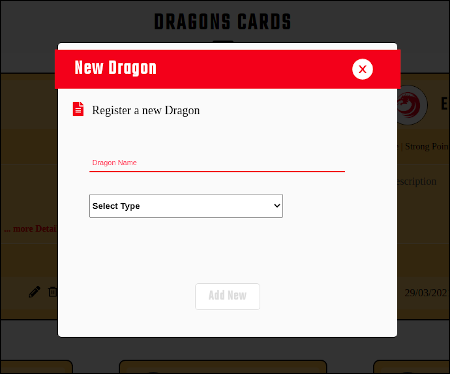 DRAGONS CARDS
New Dragon
X
E
Register a new Dragon
Strong Poin
Dragon Name
escription
Select Type
... more Detai
Add New
29/03/202